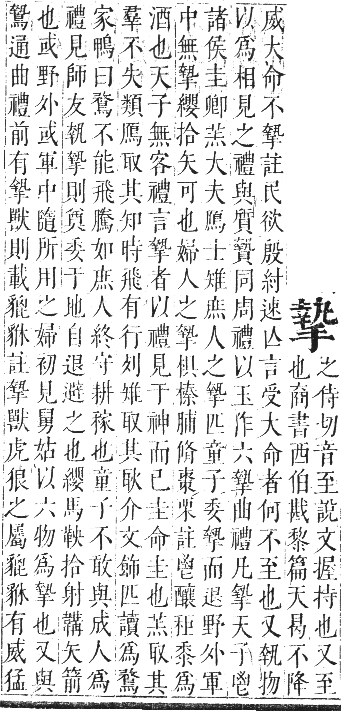 摯之侍切音至說文握持也又至
也商書西伯戡黎篇天曷不降
威大命不摯註民欲殷紂速亾言受大命者何不至也又執物
以爲相見之禮與質贄同周禮以玉作六摯曲禮凡摯天子鬯
諸侯圭卿羔大夫鴈士雉庶人之摯匹童子委摯而退野外軍
中無摯纓拾矢可也婦人之摯椇榛脯脩棗栗註鬯釀秬黍爲
酒也天子無客禮言摯者以禮見于神而已圭命圭也羔取其
羣不失類鴈取其知時飛有行列雉取其耿介文飾匹讀爲鶩
家鴨曰鶩不能飛騰如庶人終守耕稼也童子不敢與成人爲
禮見師友執摯則奠委于地自退避之也纓馬鞅拾射韝矢箭
也或野外或軍中隨所用之婦初見舅姑以六物爲摯也又與
鷙通曲禮前有摯獸則載貔貅註摯獸虎狼之屬貔貅有威猛